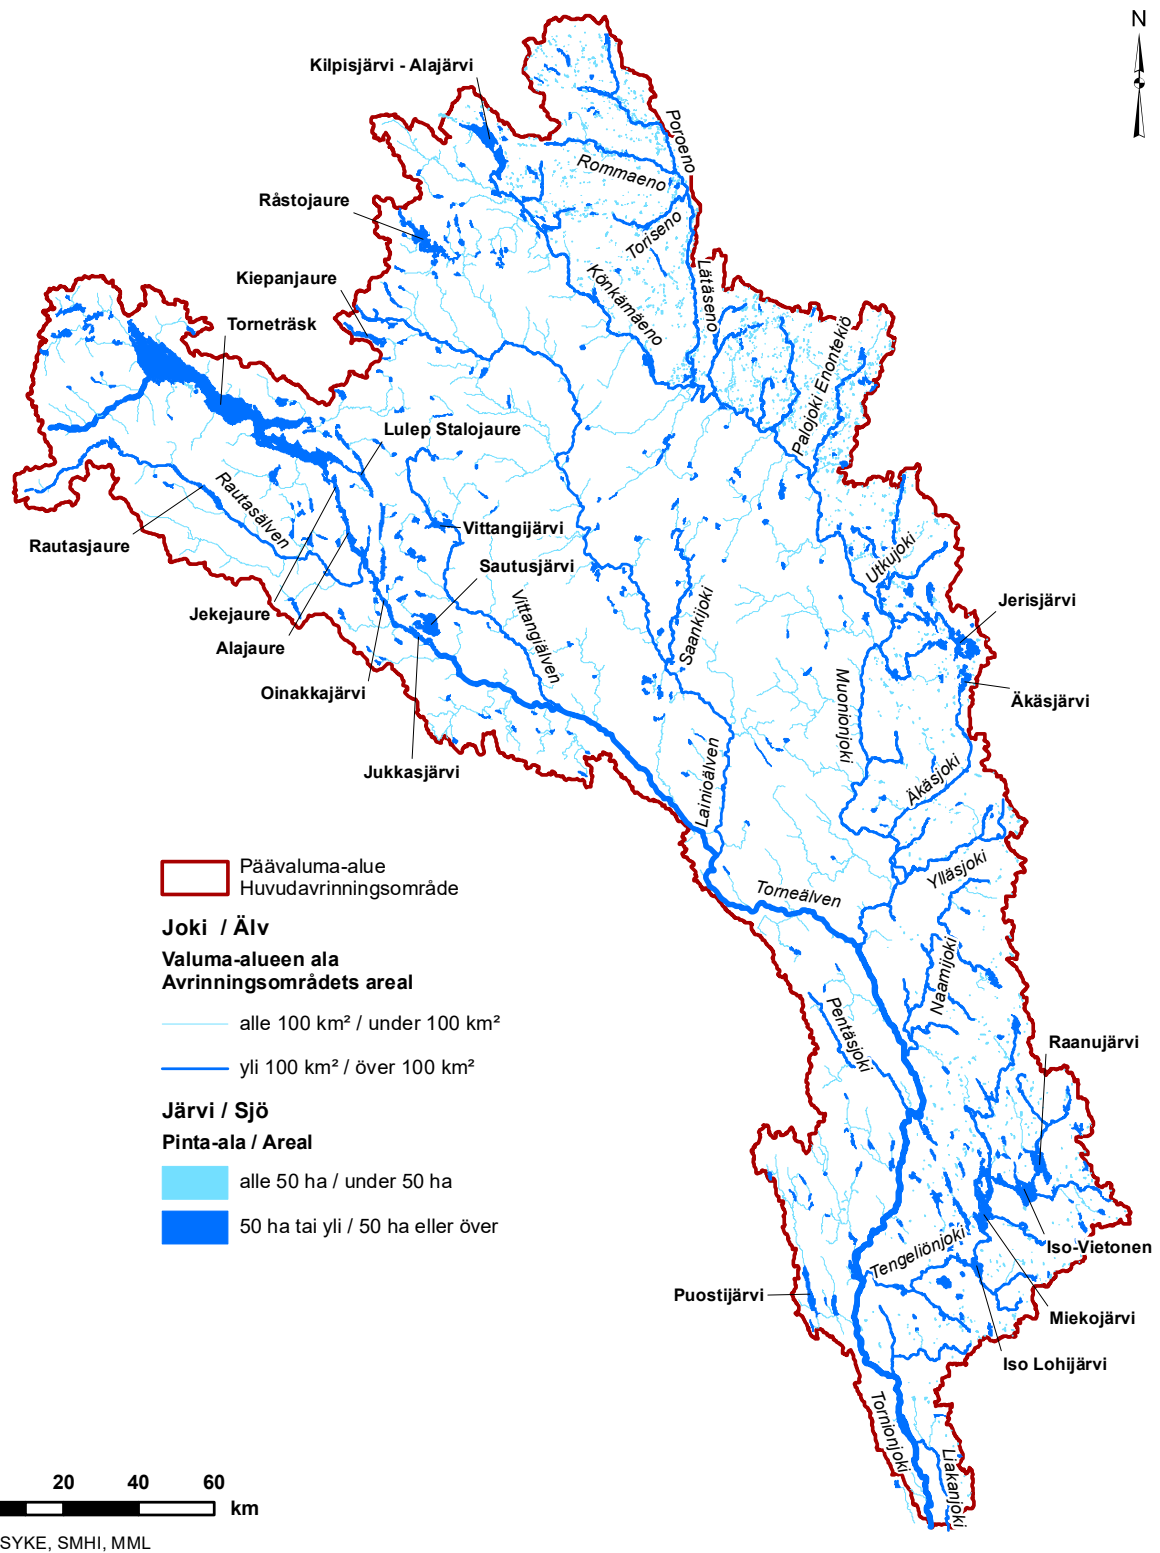 N
Kilpisjärvi - Alajärvi
Poroeno
Rommaeno
Råstojaure
Toriseno
Kiepanjaure
Könkämäeno
Lätäseno
Torneträsk
Palojoki Enontekiö
Lulep Stalojaure
Rautasälven
Vittangijärvi
Rautasjaure
Utkujoki
Sautusjärvi
Jekejaure
Vittangiälven
Saankijoki
Jerisjärvi
Alajaure
Oinakkajärvi
Muonionjoki
Äkäsjärvi
Jukkasjärvi
Lainioälven
Äkäsjoki
Ylläsjoki
Torneälven
Naamijoki
Pentäsjoki
Raanujärvi
Tengeliönjoki
Iso-Vietonen
Puostijärvi
Miekojärvi
Iso Lohijärvi
Tornionjoki
Liakanjoki
Päävaluma-alue
Huvudavrinningsområde
Joki / Älv
Valuma-alueen ala
Avrinningsområdets areal
alle 100 km² / under 100 km²
yli 100 km² / över 100 km²
Järvi / Sjö
Pinta-ala / Areal
alle 50 ha / under 50 ha
50 ha tai yli / 50 ha eller över
20 40 60
km
SYKE, SMHI, MML